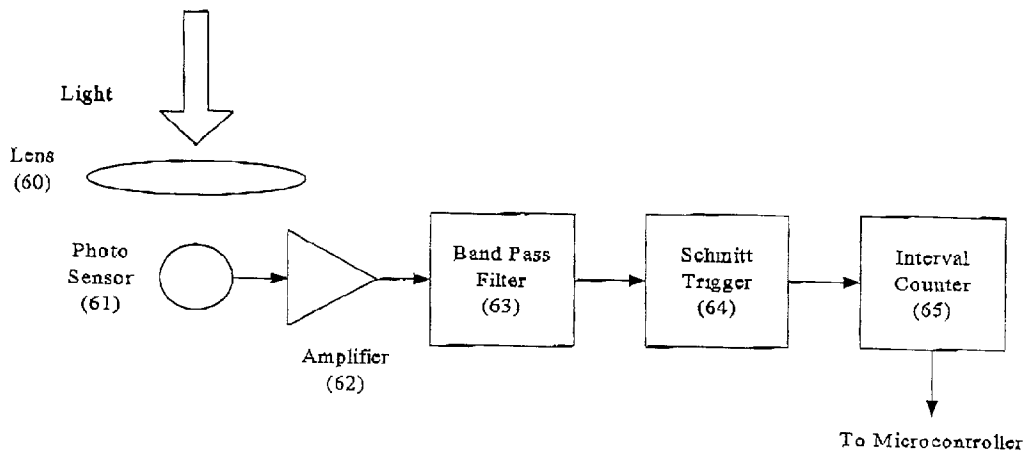 Light
Lens
(60)
Photo
Sensor
(61)
Amplifier
(62)
Band Pass
Filter
(63)
Schmitt
Trigger
(64)
Interval
Counter
(65)
To Microcontroller